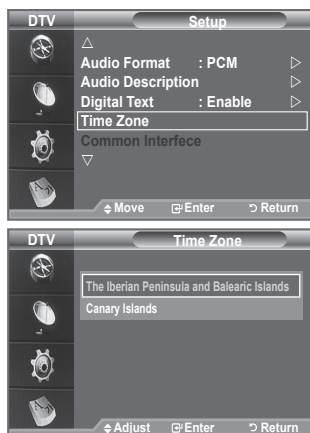 DTV Setup
△
Audio Format : PCM ▷
Audio Description ▷
Digital Text : Enable ▷
Time Zone
Common Interfece
▽
Move Enter Return
DTV Time Zone
The Iberian Peninsula and Balearic Islands
Canary Islands
Adjust Enter Return